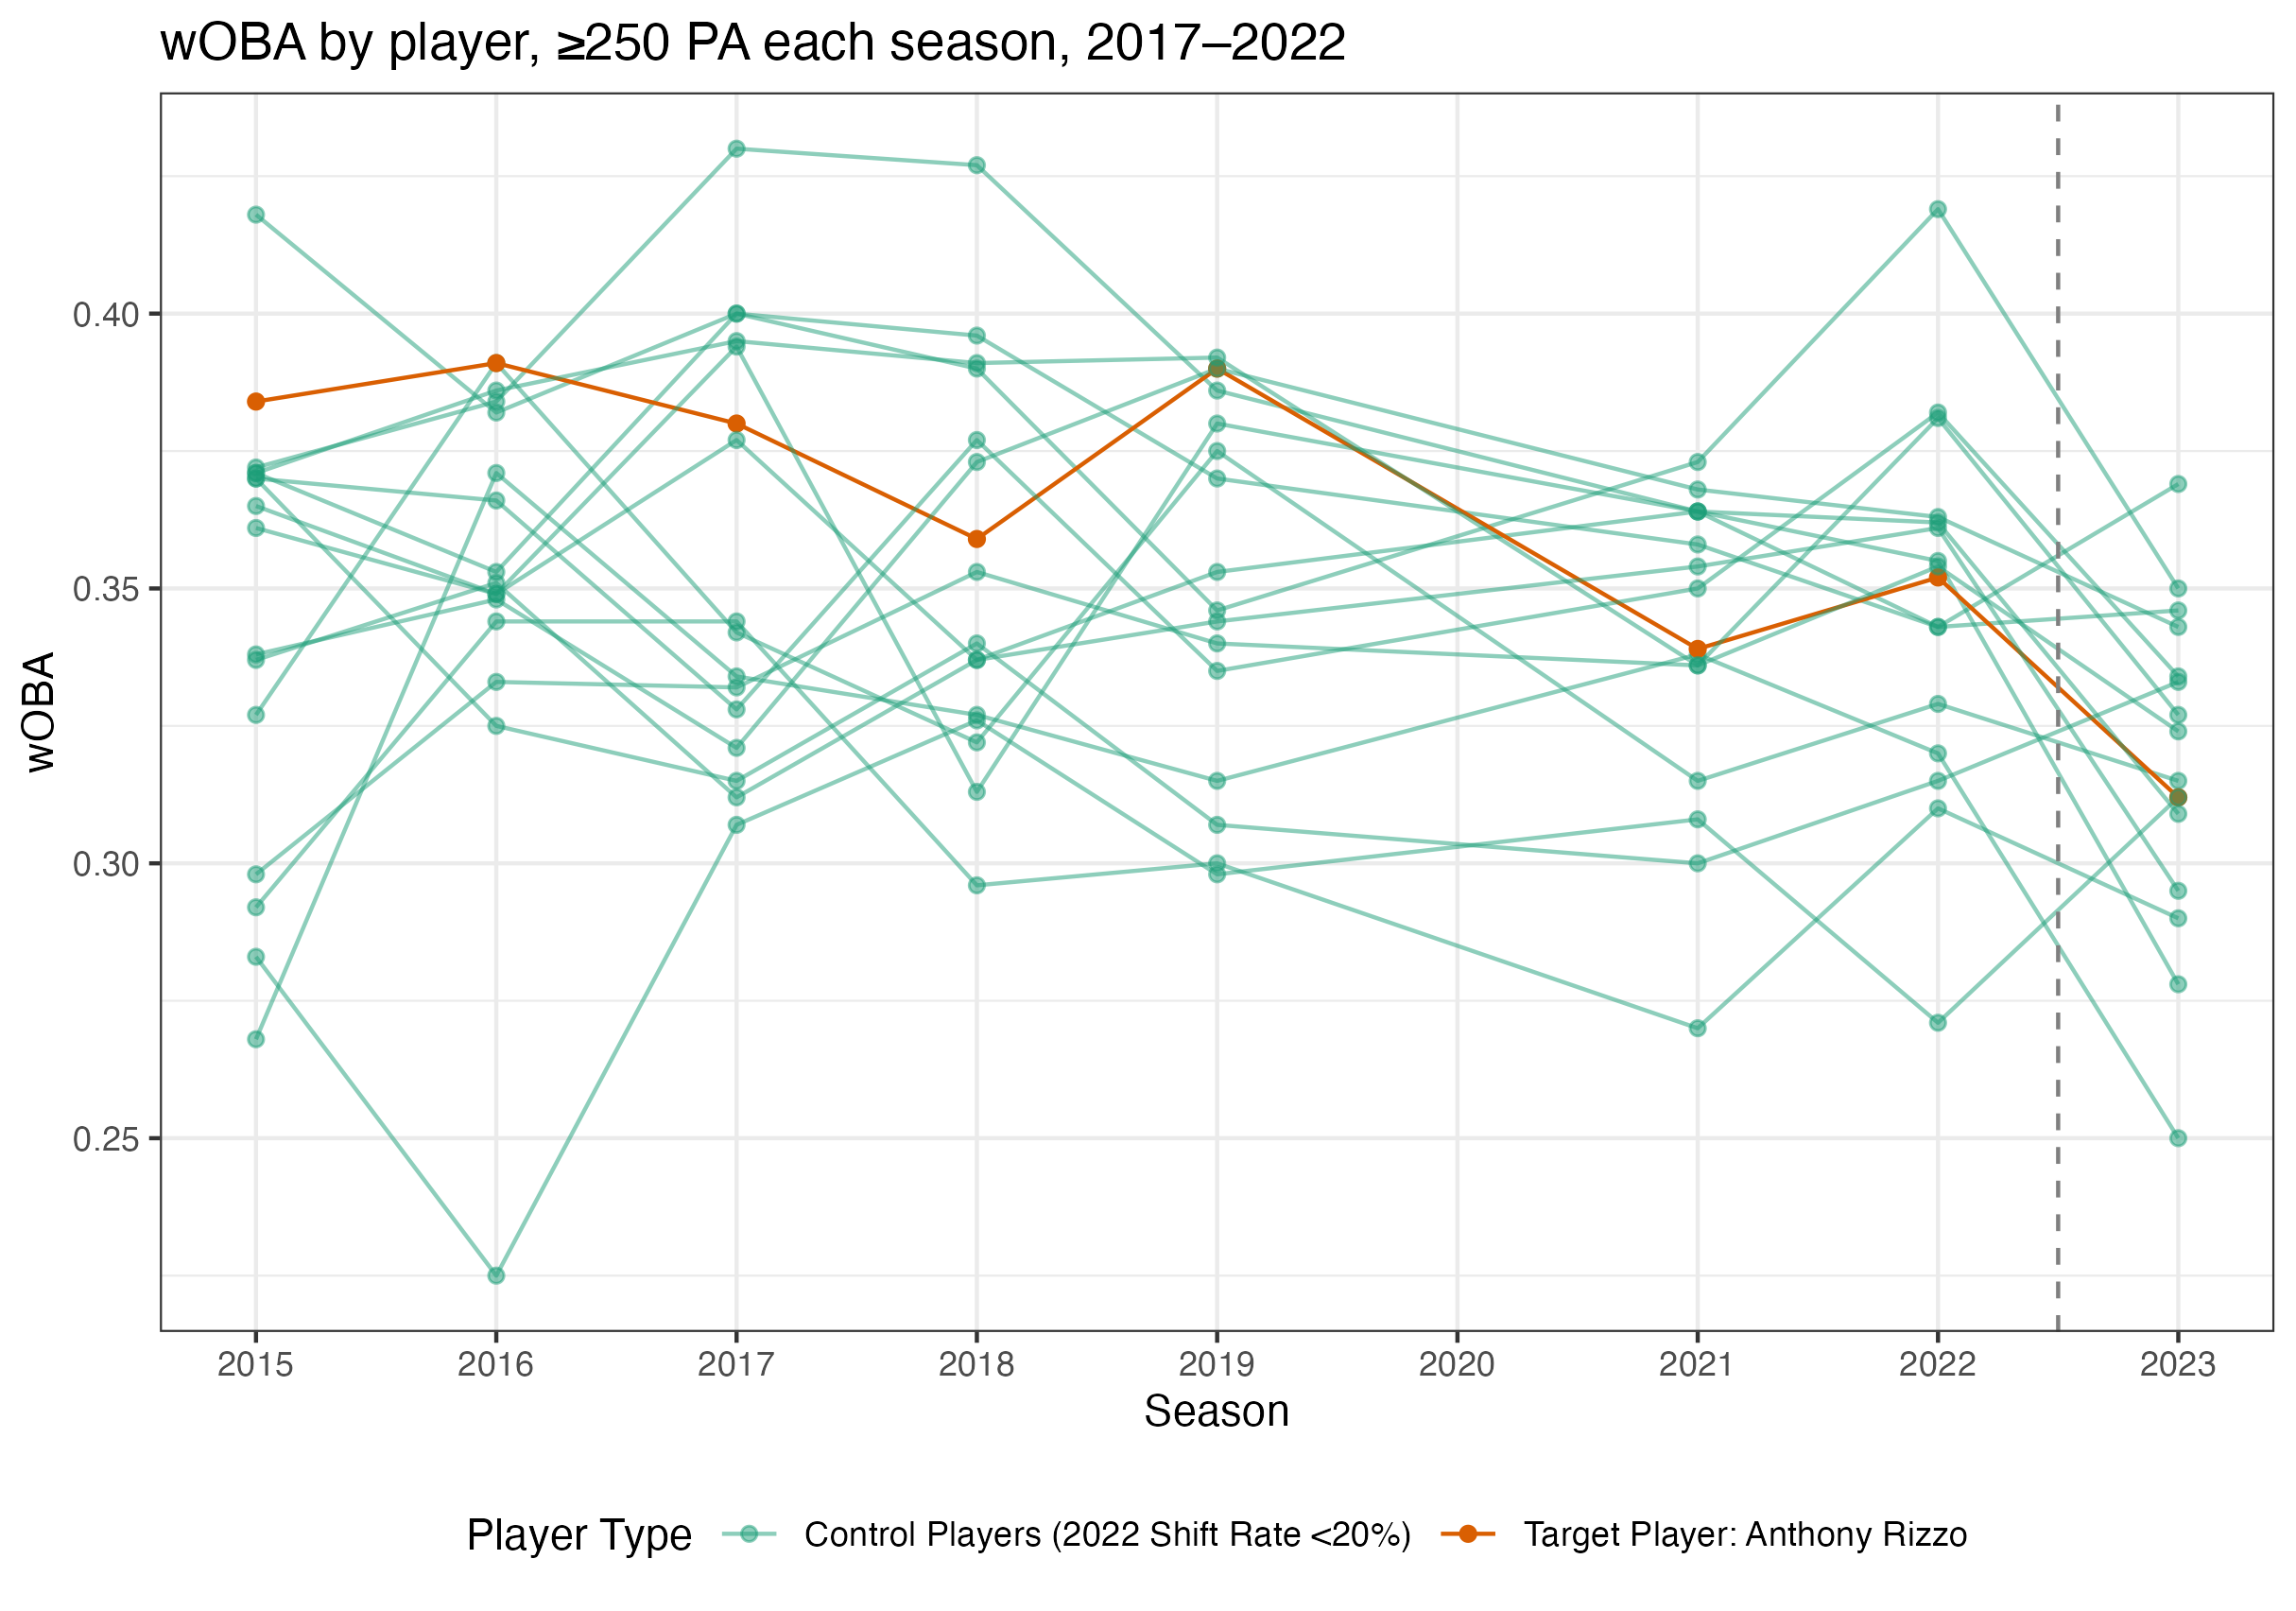 wOBA by player, ≥250 PA each season, 2017–2022
wOBA
0.40
0.35
0.30
0.25
2015 2016 2017 2018 2019 2020 2021 2022 2023
Season
Player Type Control Players (2022 Shift Rate <20%) Target Player: Anthony Rizzo